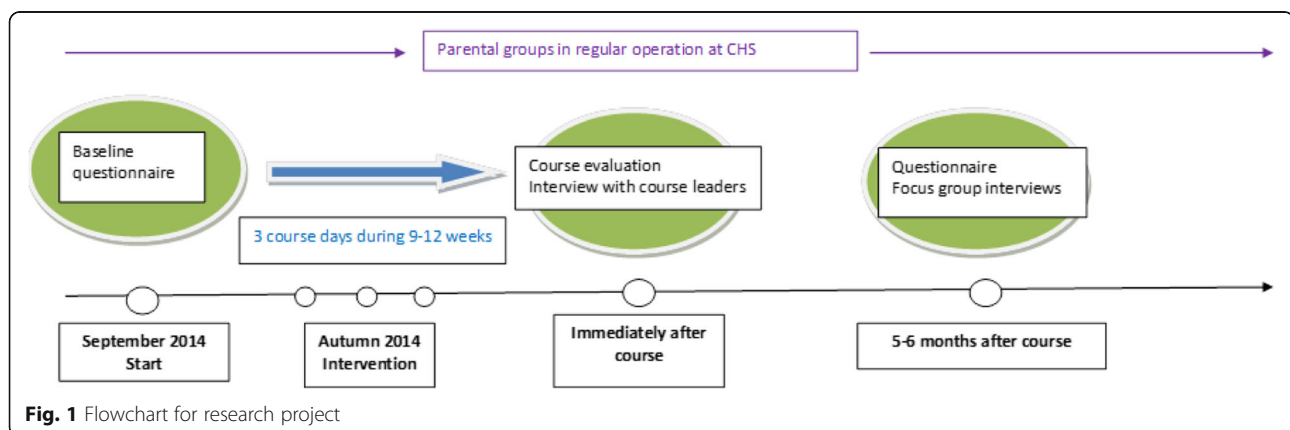 Parental groups in regular operation at CHS
Baseline
questionnaire
Course evaluation
Interview with course leaders
Questionnaire
Focus group interviews
3 course days during 9-12 weeks
September 2014
Start
Autumn 2014
Intervention
Immediately after
course
5-6 months after course
Fig. 1 Flowchart for research project